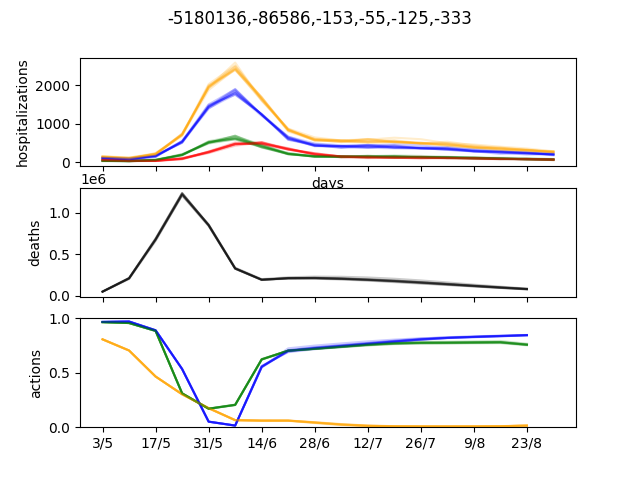 -5180136,-86586,-153,-55,-125,-333
hospitalizations
2000
1000
0
days
1e6
deaths
1.0
0.5
0.0
actions
1.0
0.5
0.0
3/5 17/5 31/5 14/6 28/6 12/7 26/7 9/8 23/8